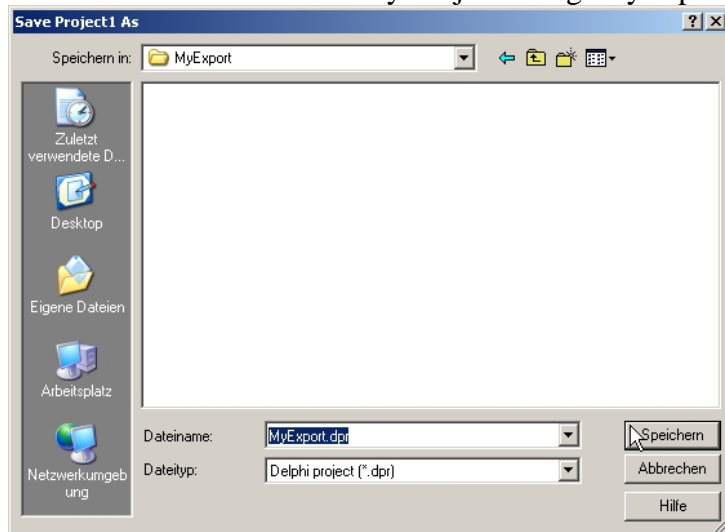 Save Project1 As
Speichern in:
MyExport
Zuletzt
verwendete D...
Desktop
Eigene Dateien
Arbeitsplatz
Netzwerkumgeb
ung
Dateiname:
MyExport.dpr
Speichern
Dateityp:
Delphi project (*.dpr)
Abbrechen
Hilfe